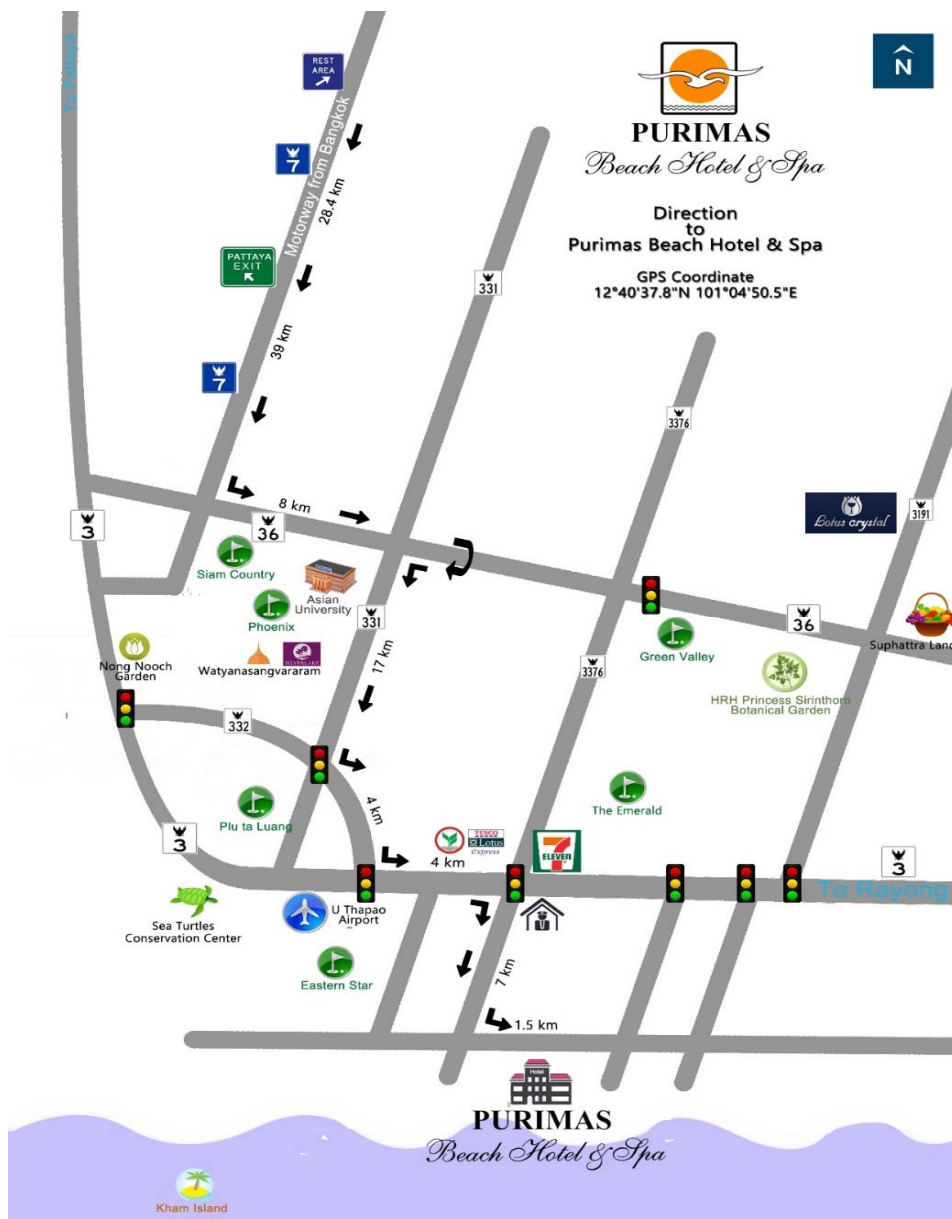 To Pattaya
REST
AREA
N
PURIMAS
Beach Hotel & Spa
Motorway from Bangkok
7
28.4 km
Direction
to
Purimas Beach Hotel & Spa
PATTAYA
EXIT
GPS Coordinate
12°40'37.8"N 101°04'50.5"E
331
39 km
7
3376
8 km
3191
Lotus crystal
3
36
Siam Country
Asian
University
Phoenix
331
36
Green Valley
Suphattra Land
Nong Nooch
Garden
SILVERLAKE
Watyanasangvararam
17 km
3376
HRH Princess Sirinthorn
Botanical Garden
332
4 km
Plu ta Luang
The Emerald
3
TESCO
Lotus
express
4 km
7
ELEVEN
3
To Rayong
Sea Turtles
Conservation Center
U Thapao
Airport
Eastern Star
7 km
1.5 km
Hotel
PURIMAS
Beach Hotel & Spa
Kham Island